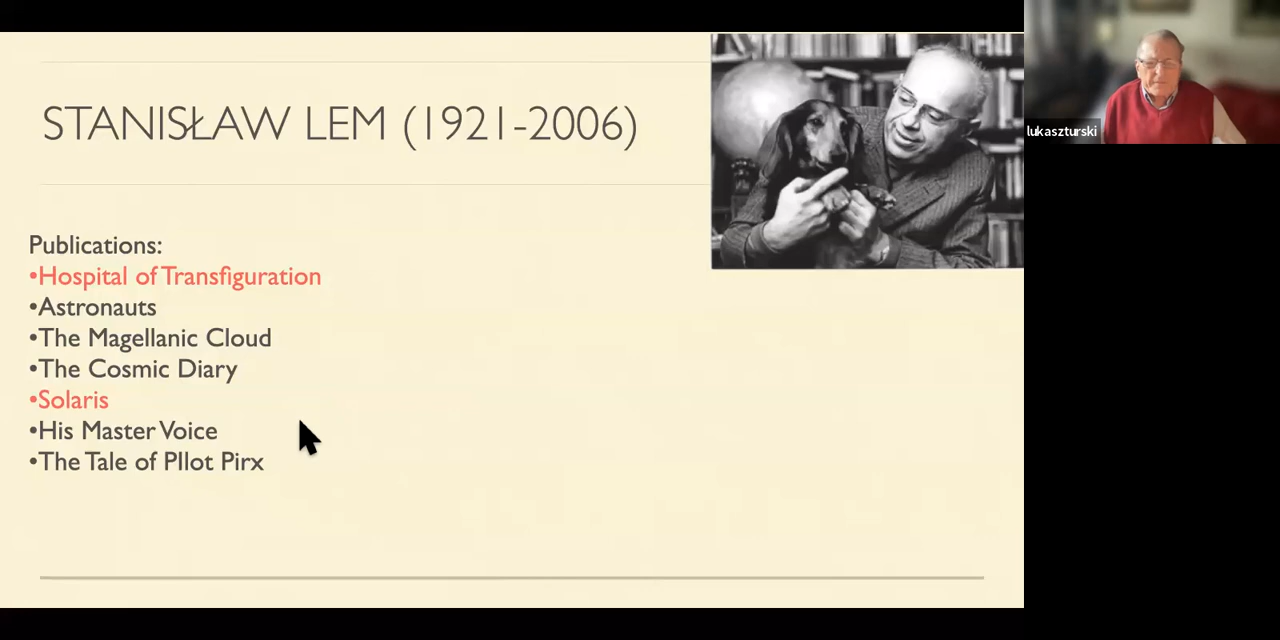 STANISŁAW LEM (1921-2006)
Publications:
•Hospital of Transfiguration
•Astronauts
•The Magellanic Cloud
•The Cosmic Diary
•Solaris
•His Master Voice
•The Tale of PIlot Pirx
lukaszturski